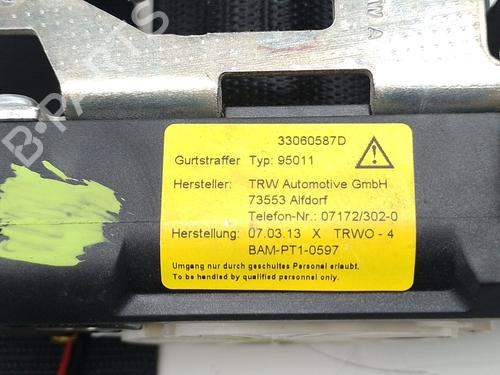 W A
B-PARTS
33060587D
Gurtstraffer Typ: 95011
Hersteller: TRW Automotive GmbH
73553 Alfdorf
Telefon-Nr.: 07172/302-0
Herstellung: 07.03.13 X TRWO - 4
BAM-PT1-0597
Umgang nur durch geschultes Personal erlaubt.
To be handled by qualified personnel only.